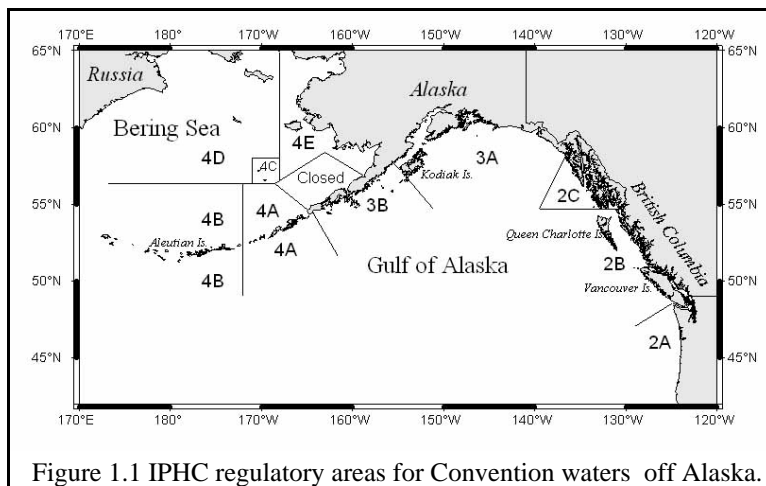 170°E 180° 170°W 160°W 150°W 140°W 130°W 120°W
65°N 65°N
Russia
Alaska
Bering Sea
60°N 4E 60°N
4D 3A
4C
Closed Kodiak Is.
British Columbia
3B 2C
55°N 4B 4A 55°N
Queen Charlotte Is.
Aleutian Is. 4A
Gulf of Alaska 2B
4B
50°N Vancouver Is. 50°N
2A
45°N 45°N
170°E 180° 170°W 160°W 150°W 140°W 130°W 120°W
Figure 1.1 IPHC regulatory areas for Convention waters off Alaska.